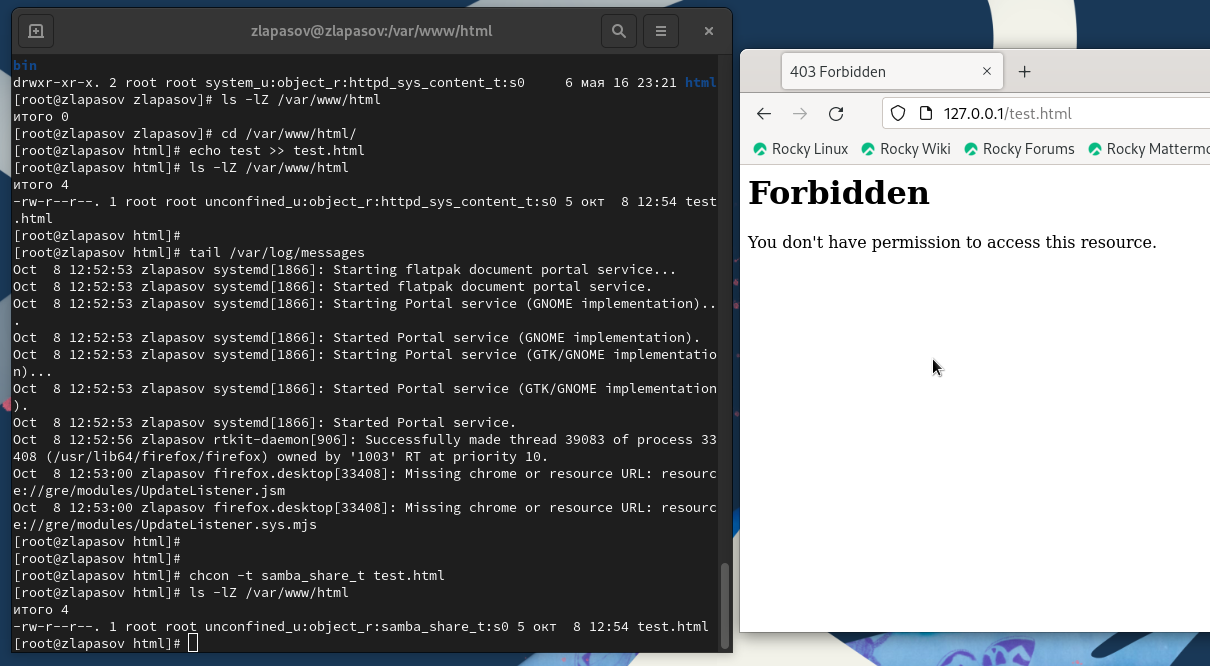 zlapasov@zlapasov:/var/www/html
bin
drwxr-xr-x. 2 root root system_u:object_r:httpd_sys_content_t:s0     6 мая 16 23:21 html
[root@zlapasov zlapasov]# ls -lZ /var/www/html
итого 0
[root@zlapasov zlapasov]# cd /var/www/html/
[root@zlapasov html]# echo test >> test.html
[root@zlapasov html]# ls -lZ /var/www/html
итого 4
-rw-r--r--. 1 root root unconfined_u:object_r:httpd_sys_content_t:s0 5 окт  8 12:54 test
.html
[root@zlapasov html]#
[root@zlapasov html]# tail /var/log/messages
Oct  8 12:52:53 zlapasov systemd[1866]: Starting flatpak document portal service...
Oct  8 12:52:53 zlapasov systemd[1866]: Started flatpak document portal service.
Oct  8 12:52:53 zlapasov systemd[1866]: Starting Portal service (GNOME implementation)..
.
Oct  8 12:52:53 zlapasov systemd[1866]: Started Portal service (GNOME implementation).
Oct  8 12:52:53 zlapasov systemd[1866]: Starting Portal service (GTK/GNOME implementatio
n)...
Oct  8 12:52:53 zlapasov systemd[1866]: Started Portal service (GTK/GNOME implementation
).
Oct  8 12:52:53 zlapasov systemd[1866]: Started Portal service.
Oct  8 12:52:56 zlapasov rtkit-daemon[906]: Successfully made thread 39083 of process 33
408 (/usr/lib64/firefox/firefox) owned by '1003' RT at priority 10.
Oct  8 12:53:00 zlapasov firefox.desktop[33408]: Missing chrome or resource URL: resourc
e://gre/modules/UpdateListener.jsm
Oct  8 12:53:00 zlapasov firefox.desktop[33408]: Missing chrome or resource URL: resourc
e://gre/modules/UpdateListener.sys.mjs
[root@zlapasov html]#
[root@zlapasov html]#
[root@zlapasov html]# chcon -t samba_share_t test.html
[root@zlapasov html]# ls -lZ /var/www/html
итого 4
-rw-r--r--. 1 root root unconfined_u:object_r:samba_share_t:s0 5 окт  8 12:54 test.html
[root@zlapasov html]#
403 Forbidden
127.0.0.1/test.html
Rocky Linux Rocky Wiki Rocky Forums Rocky Mattermo
Forbidden
You don't have permission to access this resource.